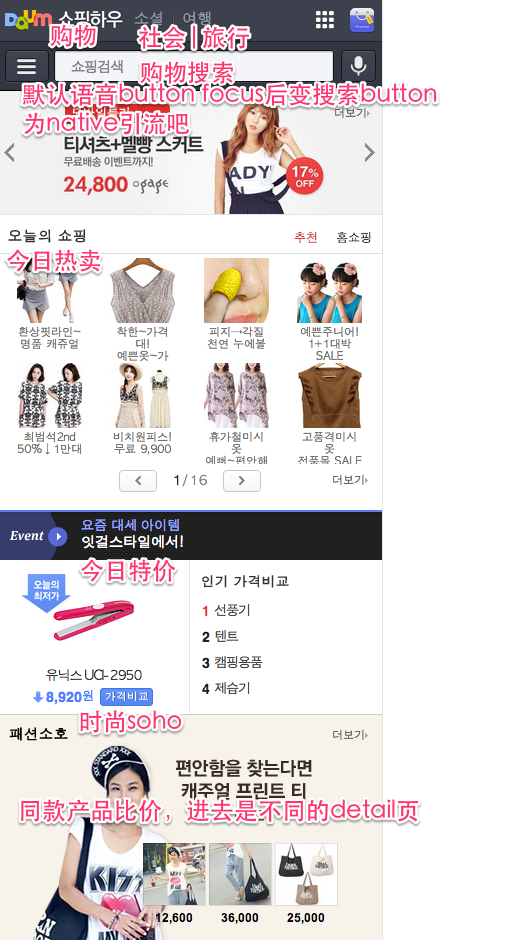 Daum 쇼핑하우 소셜 | 여행
购物
社会 | 旅行
쇼핑검색
购物搜索
默认语音button focus后变搜索button
为native引流吧
더보기
티셔츠+멜빵 스커트
무료배송 이벤트까지!
24,800 ogage
ADY
17%
OFF
오늘의 쇼핑
추천 홈쇼핑
今日热卖
환상핏라인~
명품 캐쥬얼
착한~가격
대!
예쁜옷~가
피지→각질
천연 누에볼
예쁜주니어!
1+1대박
SALE
최범석2nd
50%↓1만대
비치원피스!
무료 9,900
휴가철미시
옷
예뻐~편안해
고품격미시
옷
전품목 SALE
1/16
더보기
Event
요즘 대세 아이템
잇걸스타일에서!
今日特价
오늘의
최저가
유닉스 UCI-2950
8,920원 가격비교
인기 가격비교
1 선풍기
2 텐트
3 캠핑용품
4 제습기
时尚soho
패션소호
더보기
편안함을 찾는다면
캐주얼 프린트 티
同款产品比价，进去是不同的detail页
KISS
12,600
36,000
25,000